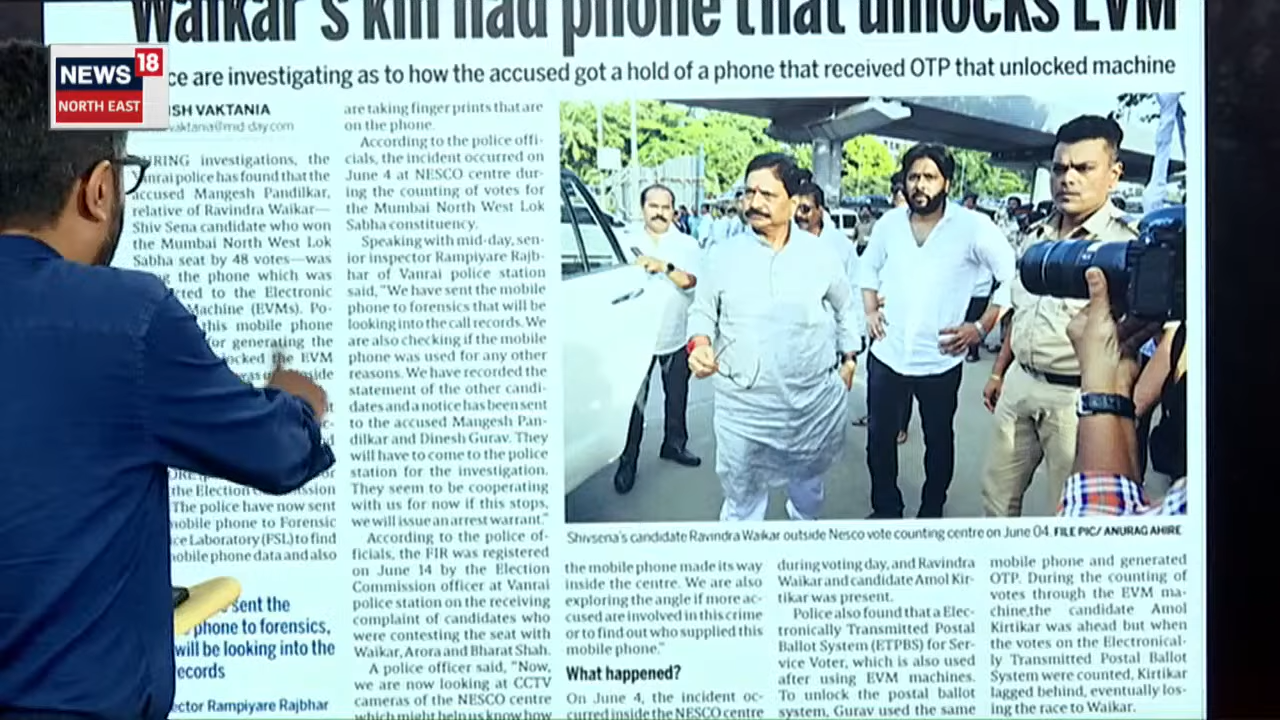 Waikar's kin had phone that unlocks EVM
NEWS 18
NORTH EAST
ce are investigating as to how the accused got a hold of a phone that received OTP that unlocked machine
ISH VAKTANIA
vaktania@mid-day.com
RING investigations, the
Vanrai police has found that the
accused Mangesh Pandilkar,
relative of Ravindra Waikar—
Shiv Sena candidate who won
the Mumbai North West Lok
Sabha seat by 48 votes—was
the phone which was
ted to the Electronic
Machine (EVMs). Po-
this mobile phone
for generating the
ocked the EVM
the Election Commission
The police have now sent
mobile phone to Forensic
ce Laboratory (FSL) to find
mobile phone data and also
sent the
phone to forensics,
will be looking into the
ecords
ector Rampiyare Rajbhar
are taking finger prints that are
on the phone.
According to the police offi-
cials, the incident occurred on
June 4 at NESCO centre dur-
ing the counting of votes for
the Mumbai North West Lok
Sabha constituency.
Speaking with mid-day, sen-
ior inspector Rampiyare Rajb-
har of Vanrai police station
said, "We have sent the mobile
phone to forensics that will be
looking into the call records. We
are also checking if the mobile
phone was used for any other
reasons. We have recorded the
statement of the other candi-
dates and a notice has been sent
to the accused Mangesh Pan-
dilkar and Dinesh Gurav. They
will have to come to the police
station for the investigation.
They seem to be cooperating
with us for now if this stops,
we will issue an arrest warrant."
According to the police of-
ficials, the FIR was registered
on June 14 by the Election
Commission officer at Vanrai
police station on the receiving
complaint of candidates who
were contesting the seat with
Waikar, Arora and Bharat Shah.
A police officer said, "Now,
we are now looking at CCTV
cameras of the NESCO centre
which might help us know how
Shivsena's candidate Ravindra Waikar outside Nesco vote counting centre on June 04. FILE PIC/ ANURAG AHIRE
the mobile phone made its way
inside the centre. We are also
exploring the angle if more ac-
cused are involved in this crime
or to find out who supplied this
mobile phone."
What happened?
On June 4, the incident oc-
curred inside the NESCO centre
during voting day, and Ravindra
Waikar and candidate Amol Kir-
tikar was present.
Police also found that a Elec-
tronically Transmitted Postal
Ballot System (ETPBS) for Ser-
vice Voter, which is also used
after using EVM machines.
To unlock the postal ballot
system, Gurav used the same
mobile phone and generated
OTP. During the counting of
votes through the EVM ma-
chine,the candidate Amol
Kirtikar was ahead but when
the votes on the Electronical-
ly Transmitted Postal Ballot
System were counted, Kirtikar
lagged behind, eventually los-
ing the race to Waikar.